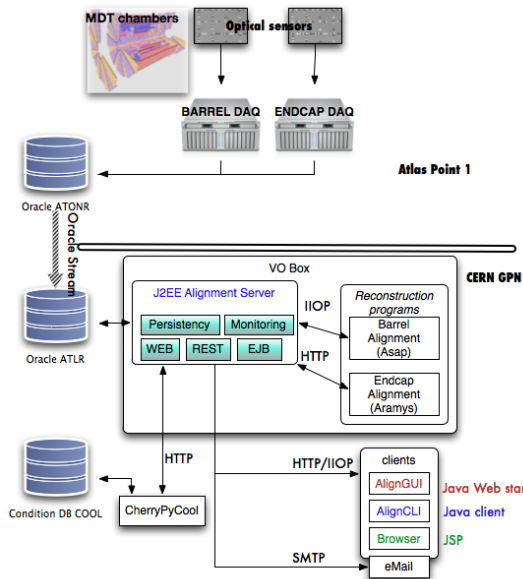 MDT chambers
Optical sensors
BARREL DAQ
ENDCAP DAQ
Atlas Point 1
Oracle ATONR
Oracle Stream
CERN GPN
VO Box
J2EE Alignment Server
Persistency
Monitoring
WEB
REST
EJB
IIOP
HTTP
Reconstruction
programs
Barrel
Alignment
(Asap)
Endcap
Alignment
(Aramys)
Oracle ATLR
HTTP
HTTP/IIOP
clients
AlignGUI
Java Web star
AlignCLI
Java client
Browser
JSP
eMail
SMTP
CherryPyCool
Condition DB COOL